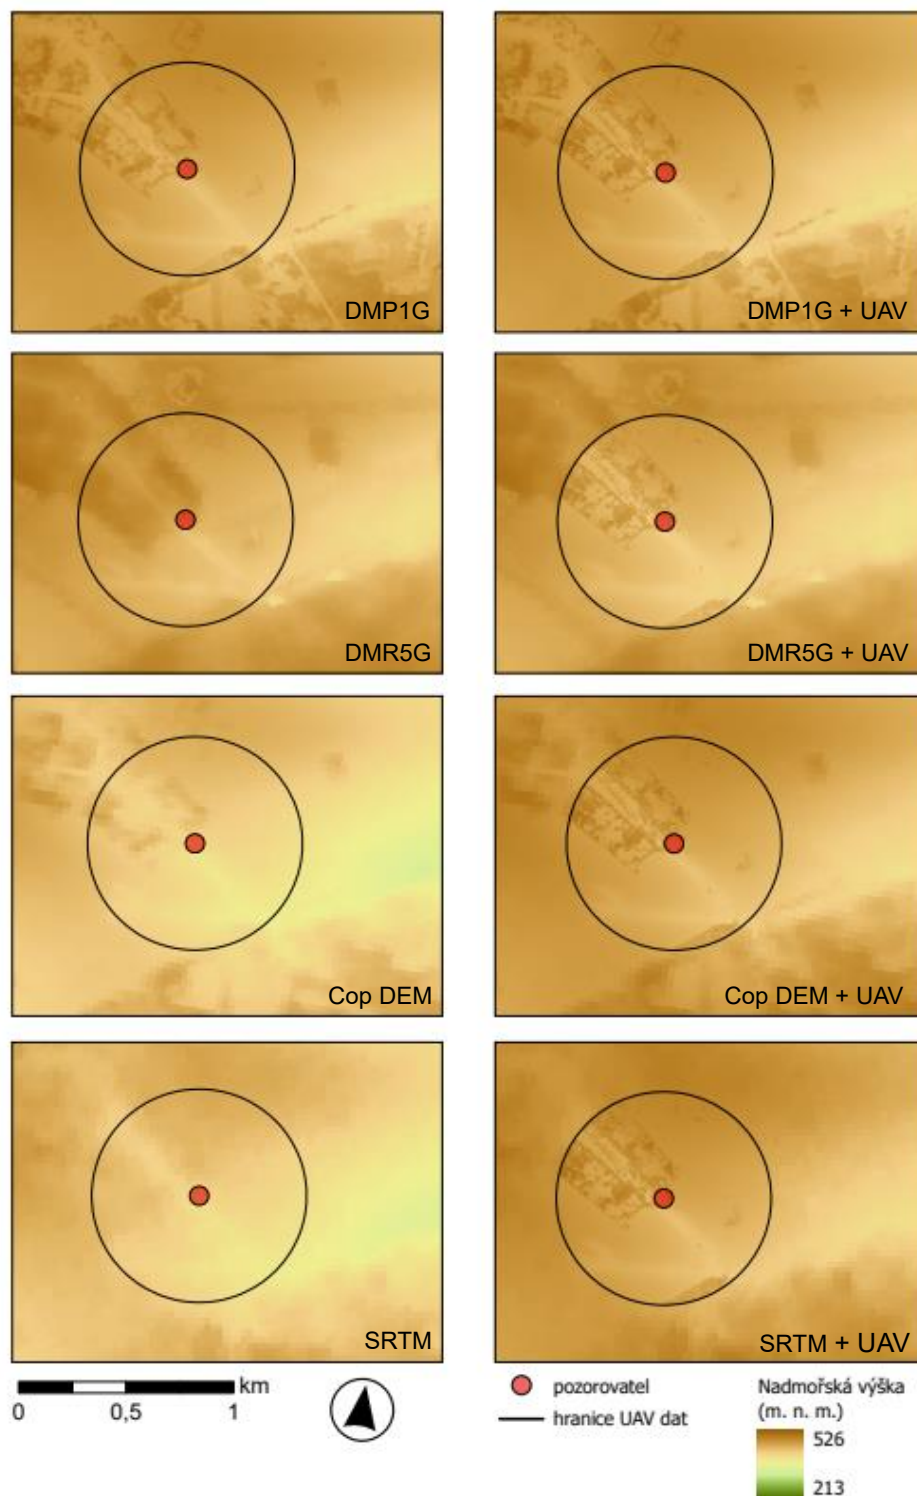 DMP1G
DMP1G + UAV
DMR5G
DMR5G + UAV
Cop DEM
Cop DEM + UAV
SRTM
SRTM + UAV
km
0 0,5 1
pozorovatel
hranice UAV dat
Nadmořská výška
(m. n. m.)
526
213